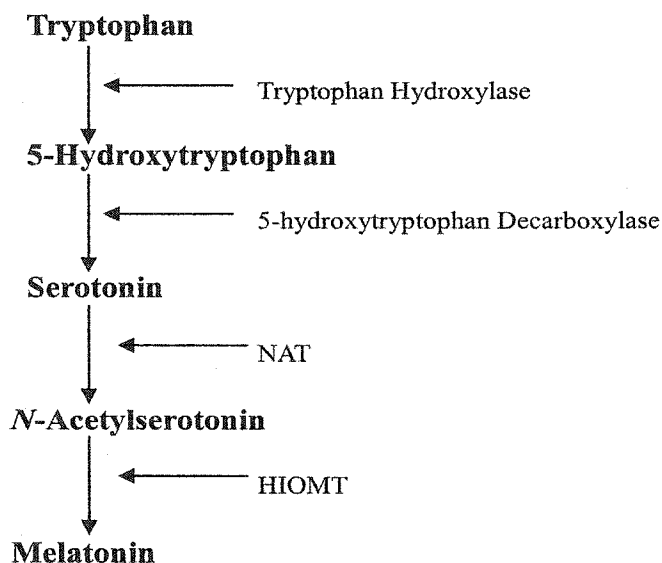 Tryptophan
Tryptophan Hydroxylase
5-Hydroxytryptophan
5-hydroxytryptophan Decarboxylase
Serotonin
NAT
N-Acetylserotonin
HIOMT
Melatonin